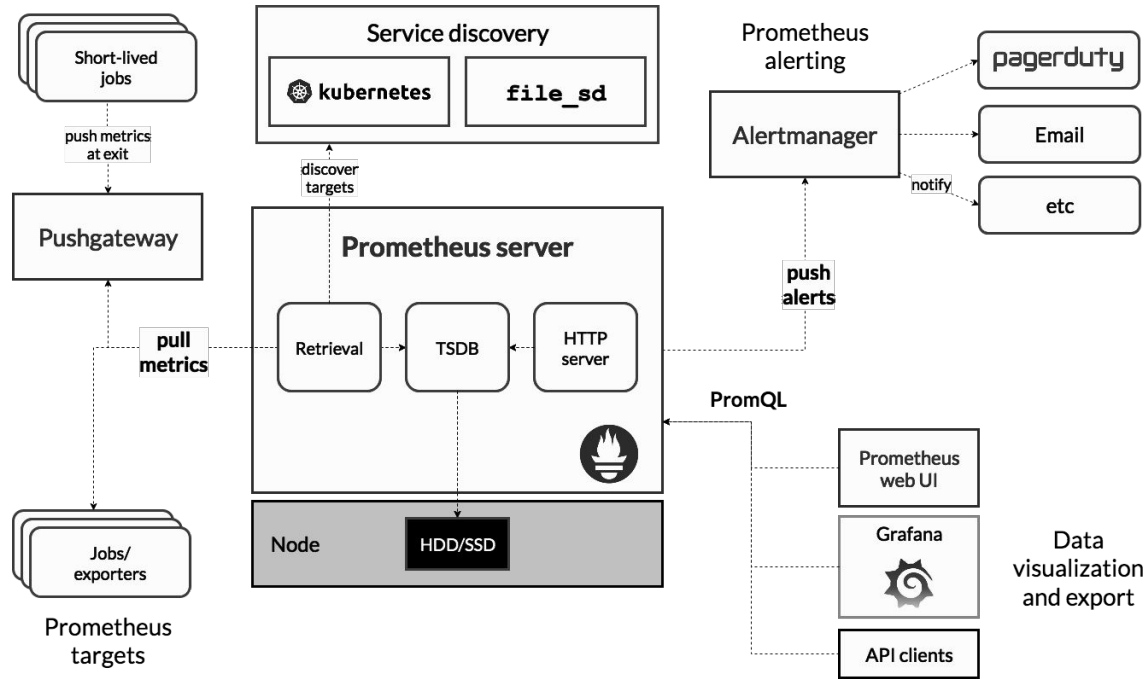 Short-lived
jobs
push metrics
at exit
Pushgateway
Service discovery
kubernetes
file_sd
discover
targets
Prometheus
alerting
Alertmanager
pagerduty
Email
notify
etc
Prometheus server
Retrieval
TSDB
HTTP
server
pull
metrics
push
alerts
PromQL
Node
HDD/SSD
Jobs/
exporters
Prometheus
targets
Prometheus
web UI
Grafana
API clients
Data
visualization
and export